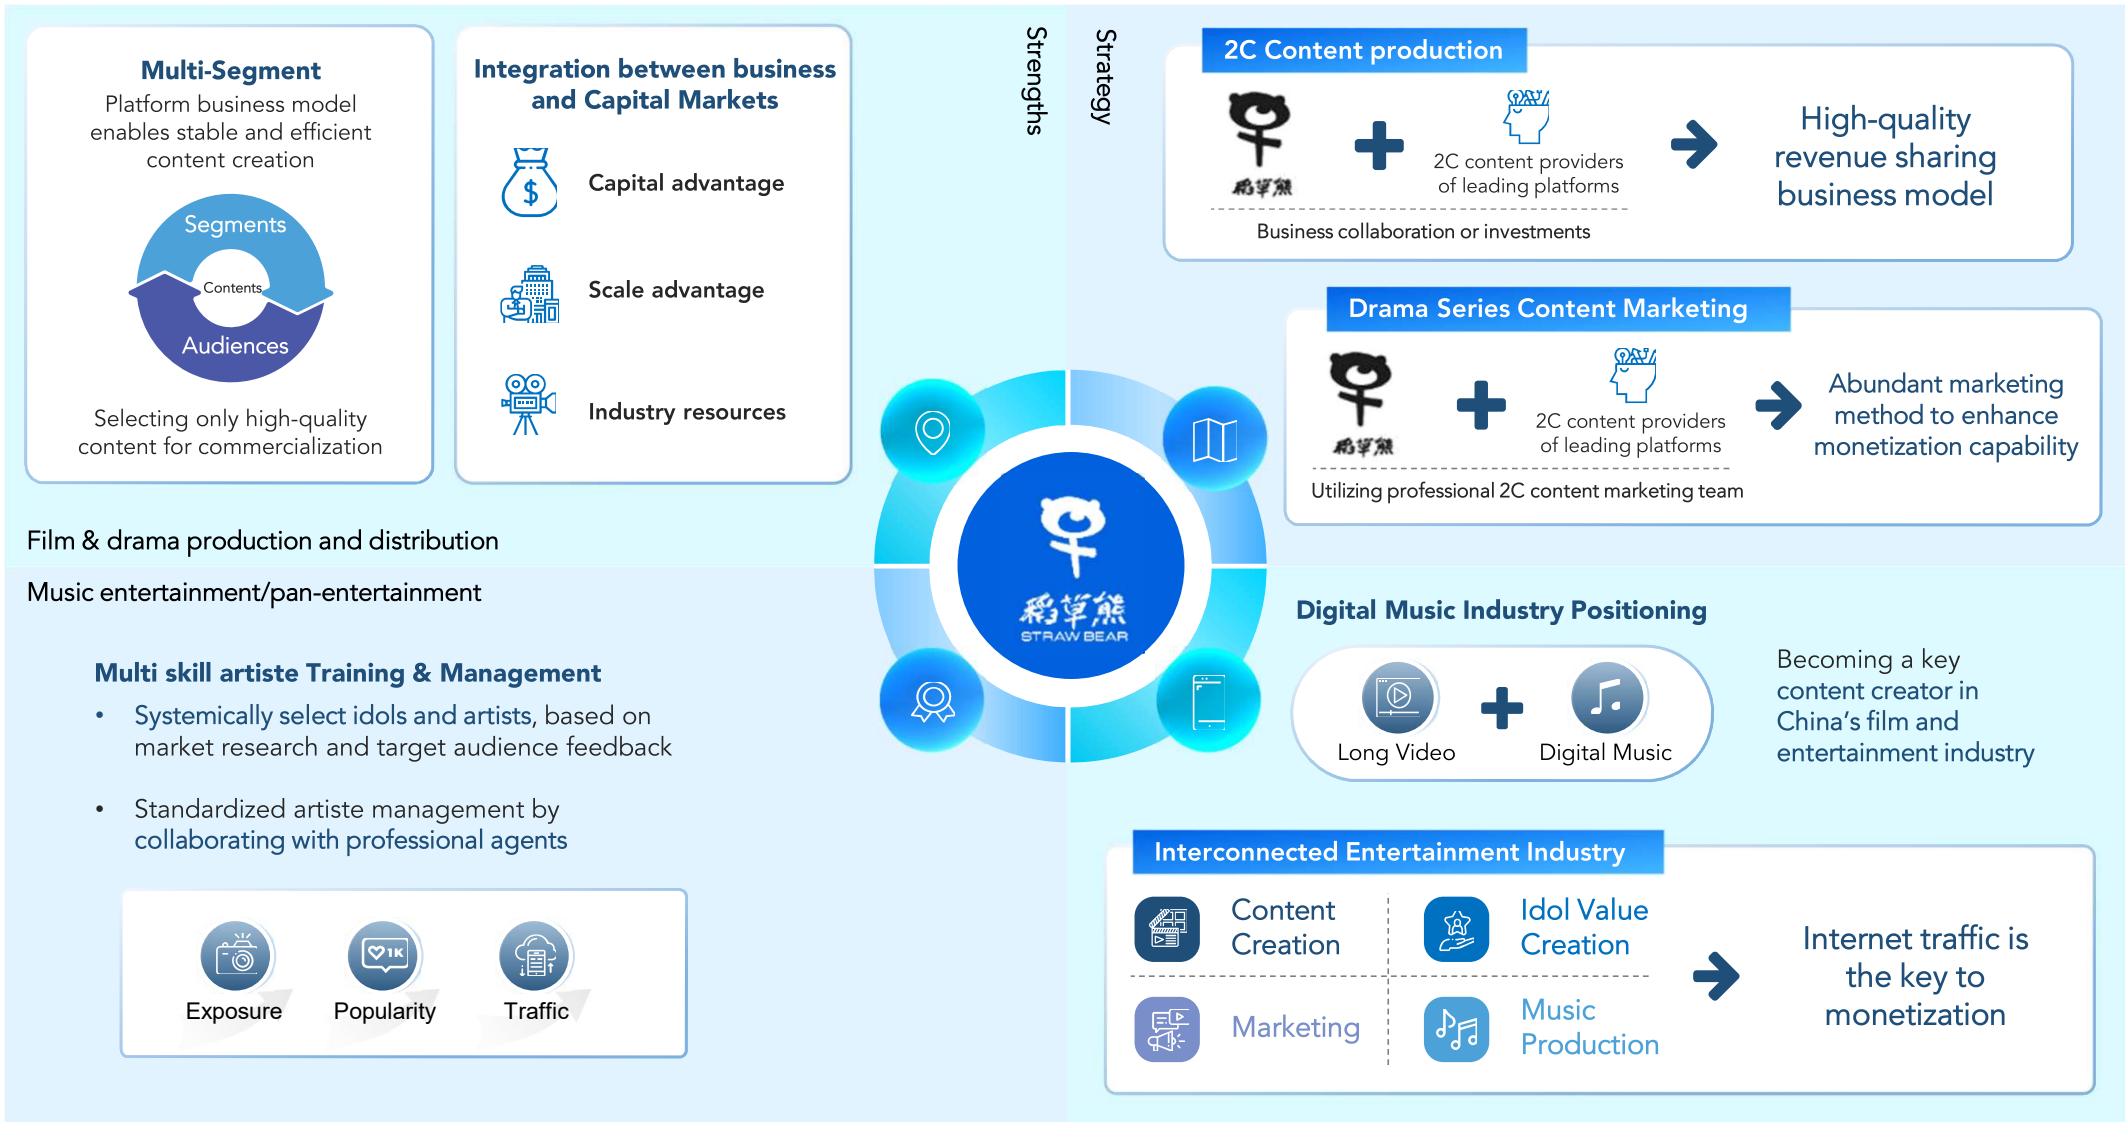 Multi-Segment
Platform business model
enables stable and efficient
content creation
Segments
Contents
Audiences
Selecting only high-quality
content for commercialization
Integration between business
and Capital Markets
$
Capital advantage
Scale advantage
Industry resources
Strengths
Film & drama production and distribution
Strategy
2C Content production
稻草熊
2C content providers
of leading platforms
Business collaboration or investments
High-quality
revenue sharing
business model
Drama Series Content Marketing
稻草熊
2C content providers
of leading platforms
Utilizing professional 2C content marketing team
Abundant marketing
method to enhance
monetization capability
稻草熊
STRAW BEAR
Music entertainment/pan-entertainment
Multi skill artiste Training & Management
• Systemically select idols and artists, based on
market research and target audience feedback
• Standardized artiste management by
collaborating with professional agents
1K
Exposure
Popularity
Traffic
Digital Music Industry Positioning
Long Video
Digital Music
Becoming a key
content creator in
China's film and
entertainment industry
Interconnected Entertainment Industry
Content
Creation
Idol Value
Creation
Marketing
Music
Production
Internet traffic is
the key to
monetization